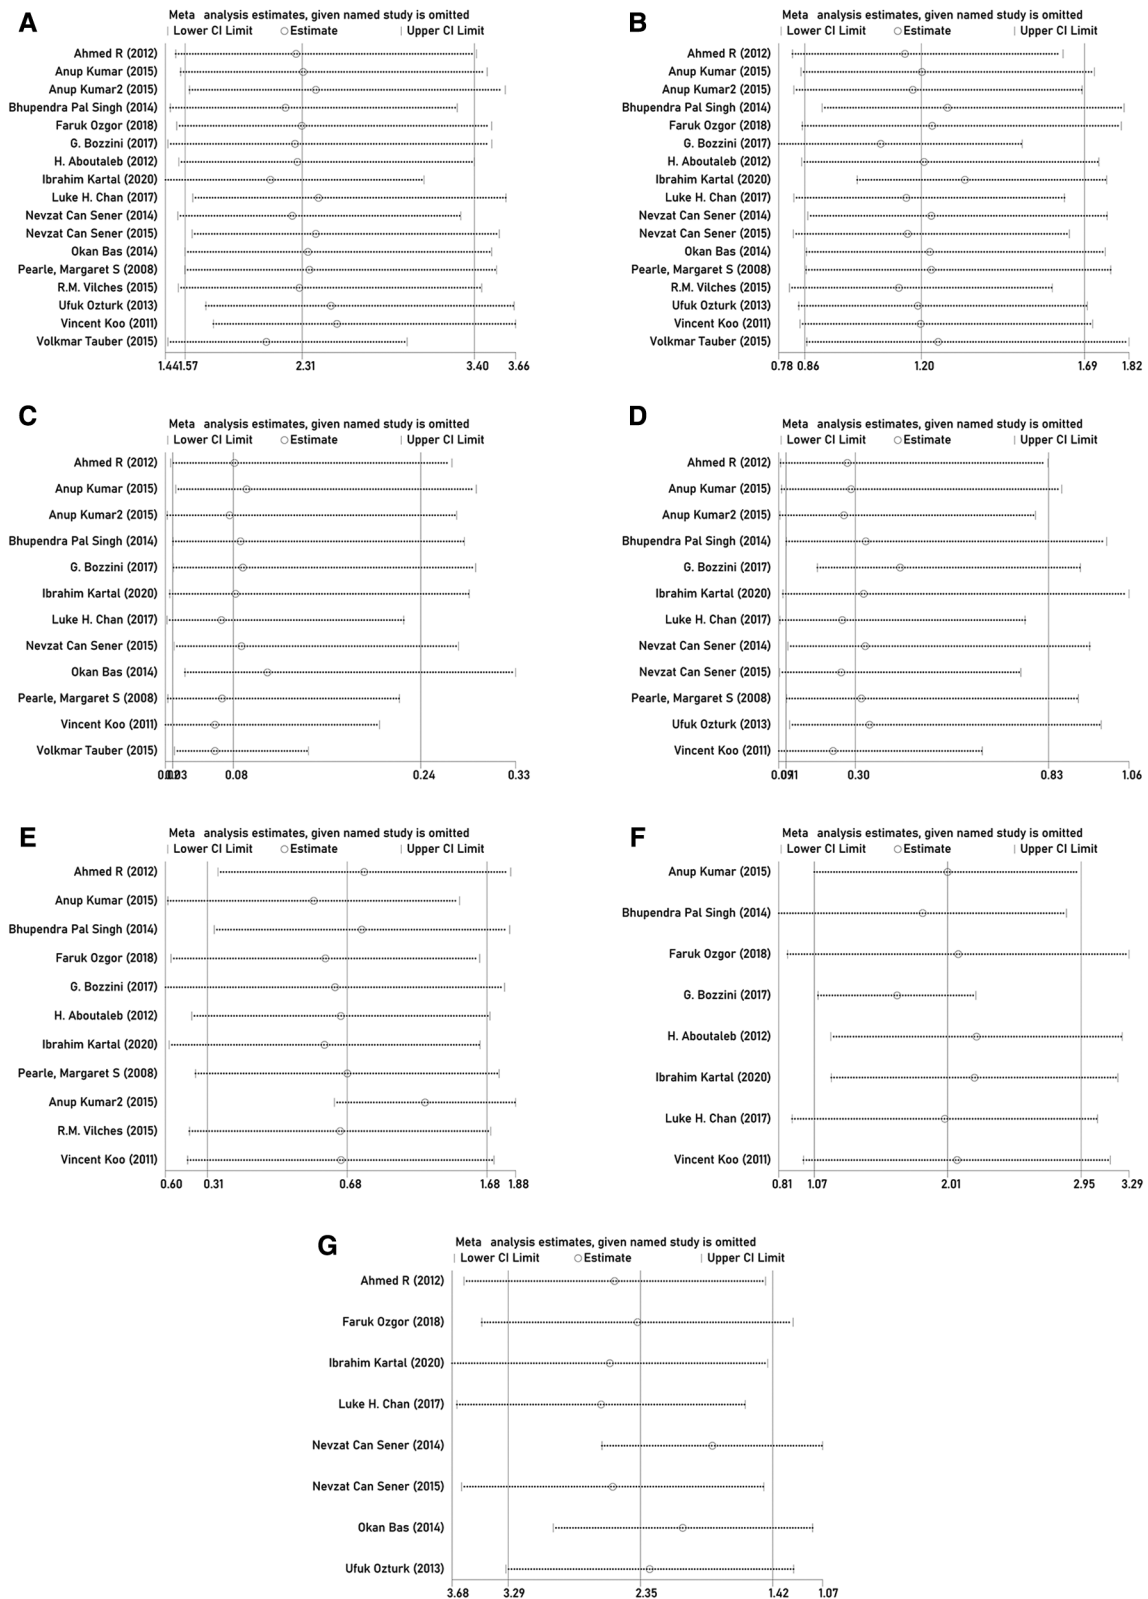 A
Meta analysis estimates, given named study is omitted
Lower CI Limit Estimate Upper CI Limit
Ahmed R (2012)
Anup Kumar (2015)
Anup Kumar2 (2015)
Bhupendra Pal Singh (2014)
Faruk Ozgor (2018)
G. Bozzini (2017)
H. Aboutaleb (2012)
Ibrahim Kartal (2020)
Luke H. Chan (2017)
Nevzat Can Sener (2014)
Nevzat Can Sener (2015)
Okan Bas (2014)
Pearle, Margaret S (2008)
R.M. Vilches (2015)
Ufuk Ozturk (2013)
Vincent Koo (2011)
Volkmar Tauber (2015)
1.44 1.57 2.31 3.40 3.66
B
Meta analysis estimates, given named study is omitted
Lower CI Limit Estimate Upper CI Limit
Ahmed R (2012)
Anup Kumar (2015)
Anup Kumar2 (2015)
Bhupendra Pal Singh (2014)
Faruk Ozgor (2018)
G. Bozzini (2017)
H. Aboutaleb (2012)
Ibrahim Kartal (2020)
Luke H. Chan (2017)
Nevzat Can Sener (2014)
Nevzat Can Sener (2015)
Okan Bas (2014)
Pearle, Margaret S (2008)
R.M. Vilches (2015)
Ufuk Ozturk (2013)
Vincent Koo (2011)
Volkmar Tauber (2015)
0.78 0.86 1.20 1.69 1.82
C
Meta analysis estimates, given named study is omitted
Lower CI Limit Estimate Upper CI Limit
Ahmed R (2012)
Anup Kumar (2015)
Anup Kumar2 (2015)
Bhupendra Pal Singh (2014)
G. Bozzini (2017)
Ibrahim Kartal (2020)
Luke H. Chan (2017)
Nevzat Can Sener (2015)
Okan Bas (2014)
Pearle, Margaret S (2008)
Vincent Koo (2011)
Volkmar Tauber (2015)
0.08 0.24 0.33
D
Meta analysis estimates, given named study is omitted
Lower CI Limit Estimate Upper CI Limit
Ahmed R (2012)
Anup Kumar (2015)
Anup Kumar2 (2015)
Bhupendra Pal Singh (2014)
G. Bozzini (2017)
Ibrahim Kartal (2020)
Luke H. Chan (2017)
Nevzat Can Sener (2014)
Nevzat Can Sener (2015)
Pearle, Margaret S (2008)
Ufuk Ozturk (2013)
Vincent Koo (2011)
0.30 0.83 1.06
E
Meta analysis estimates, given named study is omitted
Lower CI Limit Estimate Upper CI Limit
Ahmed R (2012)
Anup Kumar (2015)
Bhupendra Pal Singh (2014)
Faruk Ozgor (2018)
G. Bozzini (2017)
H. Aboutaleb (2012)
Ibrahim Kartal (2020)
Pearle, Margaret S (2008)
Anup Kumar2 (2015)
R.M. Vilches (2015)
Vincent Koo (2011)
0.60 0.31 0.68 1.68 1.88
F
Meta analysis estimates, given named study is omitted
Lower CI Limit Estimate Upper CI Limit
Anup Kumar (2015)
Bhupendra Pal Singh (2014)
Faruk Ozgor (2018)
G. Bozzini (2017)
H. Aboutaleb (2012)
Ibrahim Kartal (2020)
Luke H. Chan (2017)
Vincent Koo (2011)
0.81 1.07 2.01 2.95 3.29
G
Meta analysis estimates, given named study is omitted
Lower CI Limit Estimate Upper CI Limit
Ahmed R (2012)
Faruk Ozgor (2018)
Ibrahim Kartal (2020)
Luke H. Chan (2017)
Nevzat Can Sener (2014)
Nevzat Can Sener (2015)
Okan Bas (2014)
Ufuk Ozturk (2013)
3.68 3.29 2.35 1.42 1.07